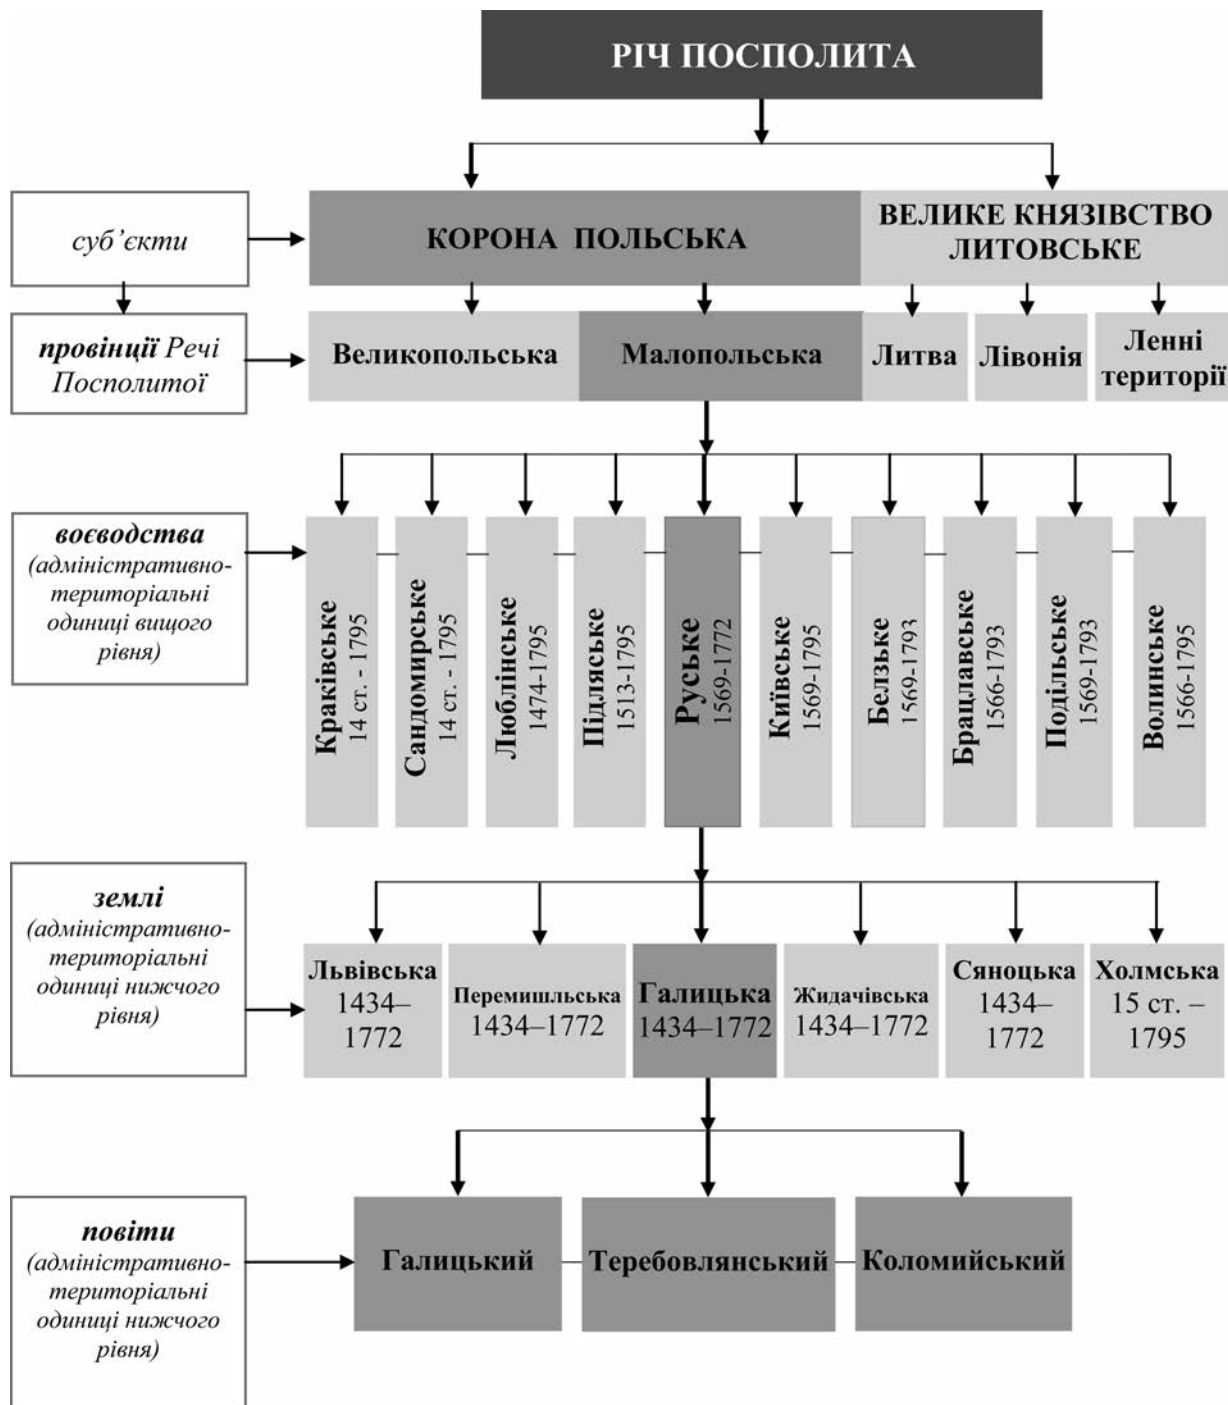 РІЧ ПОСПОЛИТА
суб’єкти
КОРОНА ПОЛЬСЬКА
ВЕЛИКЕ КНЯЗІВСТВО
ЛИТОВСЬКЕ
провінції Речі
Посполитої
Великопольська
Малопольська
Литва
Лівонія
Ленні
території
воєводства
(адміністративно-
територіальні
одиниці вищого
рівня)
Краківське
14 ст. - 1795
Сандомирське
14 ст. - 1795
Люблінське
1474-1795
Підляське
1513-1795
Руське
1569-1772
Київське
1569-1795
Белзьке
1569-1793
Брацлавське
1566-1793
Подільське
1569-1793
Волинське
1566-1795
землі
(адміністративно-
територіальні
одиниці нижчого
рівня)
Львівська
1434–
1772
Перемишльська
1434–1772
Галицька
1434–1772
Жидачівська
1434–1772
Сяноцька
1434–
1772
Холмська
15 ст. –
1795
повіти
(адміністративно-
територіальні
одиниці нижчого
рівня)
Галицький
Теребовлянський
Коломийський